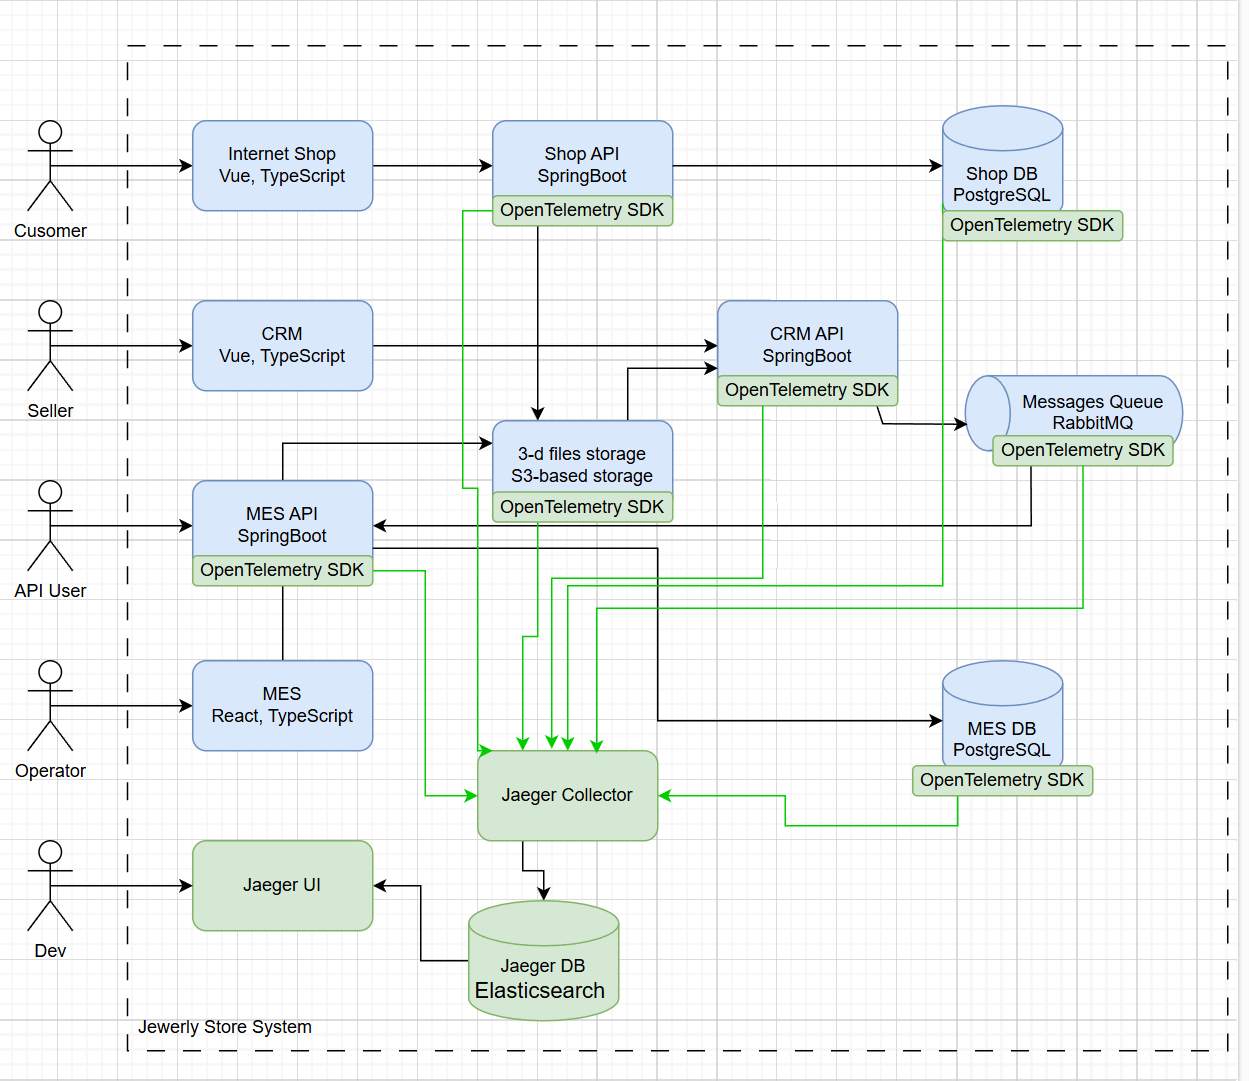 Internet Shop
Vue, TypeScript
Shop API
SpringBoot
OpenTelemetry SDK
Shop DB
PostgreSQL
OpenTelemetry SDK
Cusomer
CRM
Vue, TypeScript
CRM API
SpringBoot
OpenTelemetry SDK
Seller
Messages Queue
RabbitMQ
OpenTelemetry SDK
3-d files storage
S3-based storage
OpenTelemetry SDK
MES API
SpringBoot
OpenTelemetry SDK
API User
MES
React, TypeScript
Operator
MES DB
PostgreSQL
OpenTelemetry SDK
Jaeger Collector
Jaeger UI
Dev
Jaeger DB
Elasticsearch
Jewerly Store System